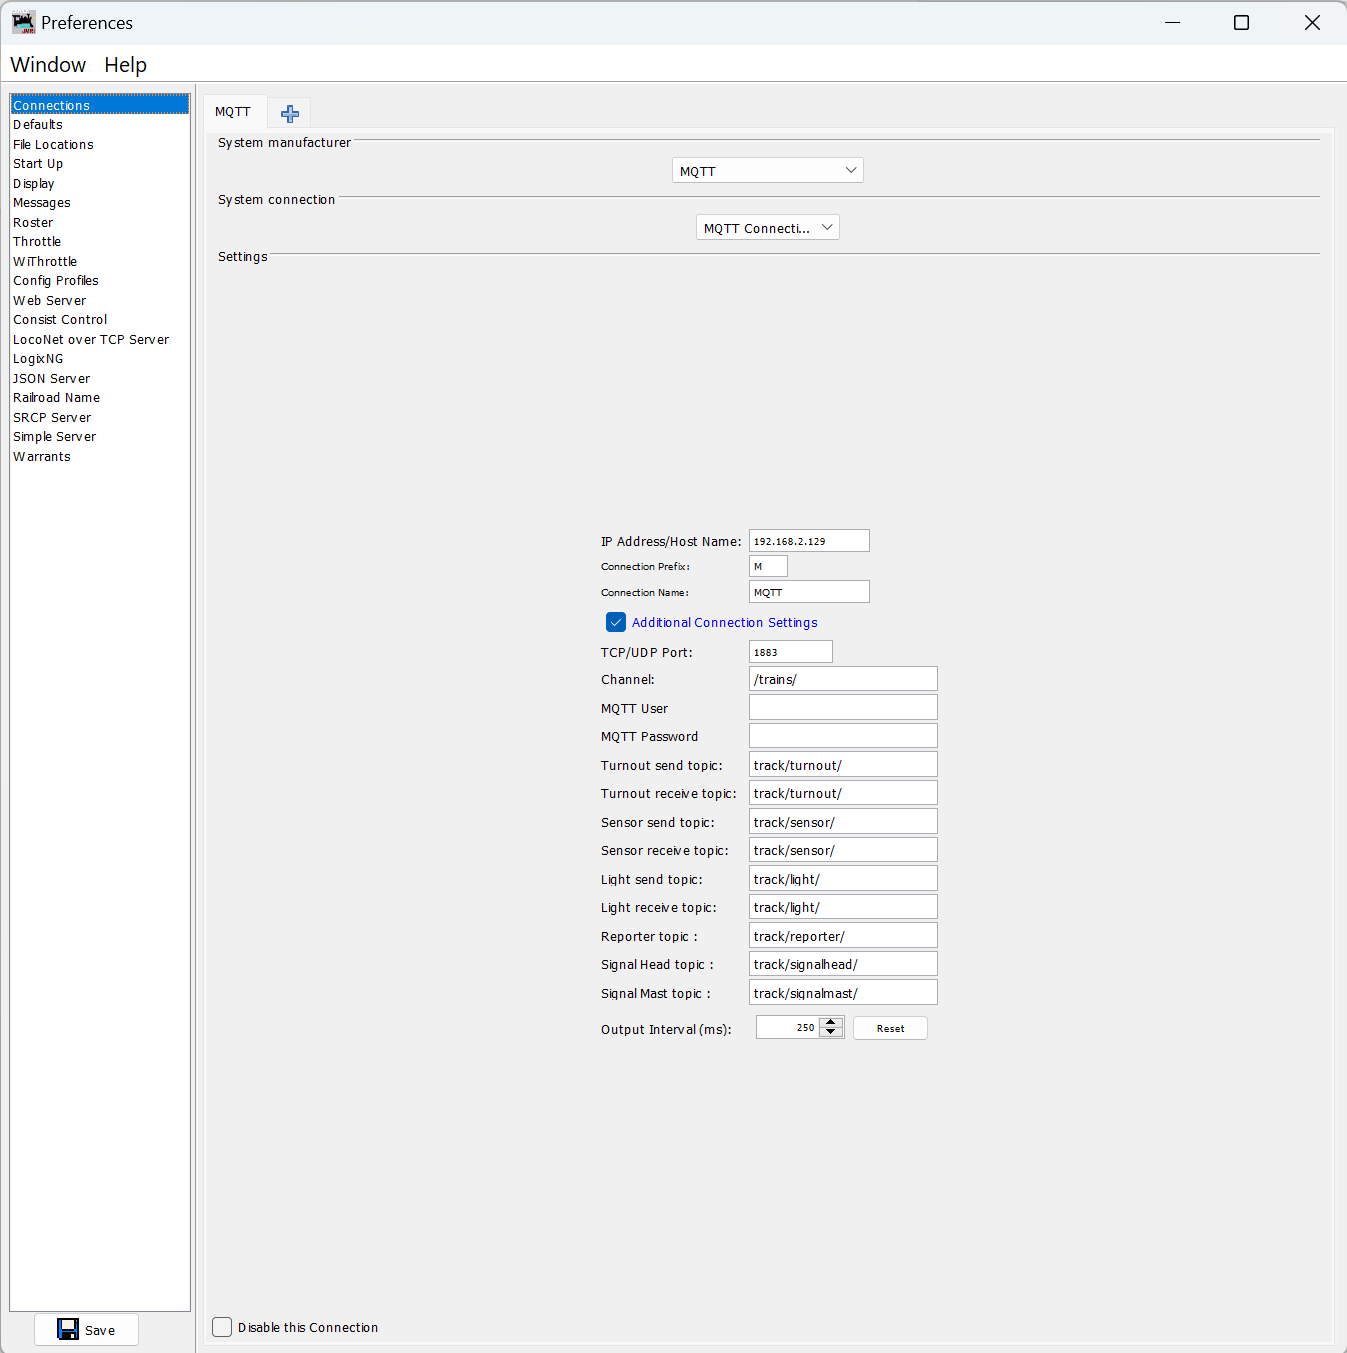 Preferences
Window Help
Connections
Defaults
File Locations
Start Up
Display
Messages
Roster
Throttle
WiThrottle
Config Profiles
Web Server
Consist Control
LocoNet over TCP Server
LogixNG
JSON Server
Railroad Name
SRCP Server
Simple Server
Warrants
Save
MQTT
System manufacturer
MQTT
System connection
MQTT Connecti...
Settings
IP Address/Host Name: 192.168.2.129
Connection Prefix: M
Connection Name: MQTT
Additional Connection Settings
TCP/UDP Port: 1883
Channel: /trains/
MQTT User
MQTT Password
Turnout send topic: track/turnout/
Turnout receive topic: track/turnout/
Sensor send topic: track/sensor/
Sensor receive topic: track/sensor/
Light send topic: track/light/
Light receive topic: track/light/
Reporter topic : track/reporter/
Signal Head topic : track/signalhead/
Signal Mast topic : track/signalmast/
Output Interval (ms): 250 Reset
Disable this Connection